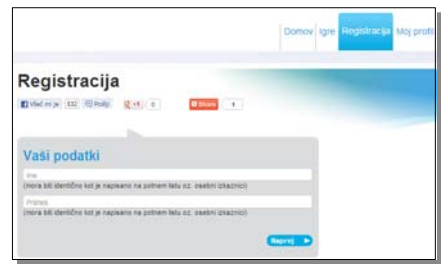 Domov Igre Registracija Moj profil
Registracija
Všeč mi je 532 Pošlji +1 0 Share 1
Vaši podatki
Ime
(mora biti identično kot je napisano na potnem listu oz. osebni izkaznici)
Priimek
(mora biti identično kot je napisano na potnem listu oz. osebni izkaznici)
Naprej